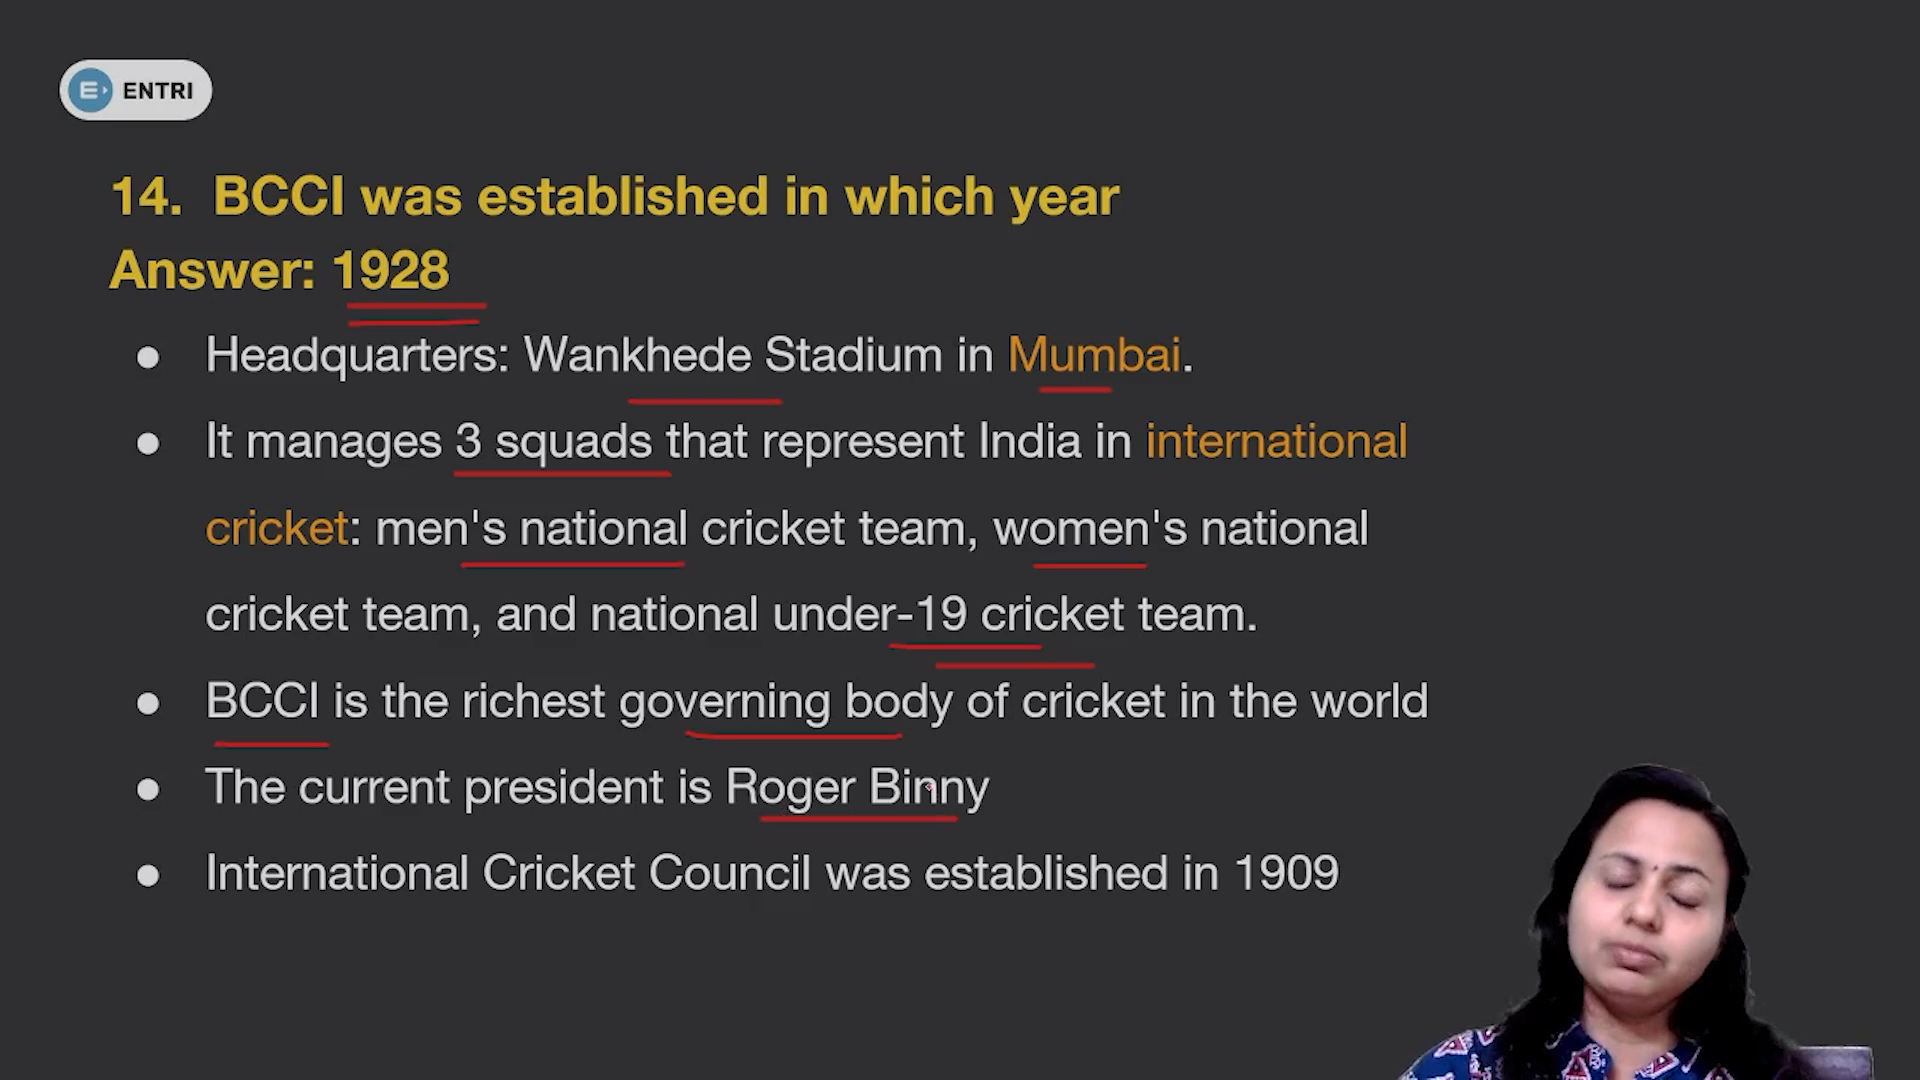 ENTRI
14. BCCI was established in which year
Answer: 1928
● Headquarters: Wankhede Stadium in Mumbai.
● It manages 3 squads that represent India in international
cricket: men's national cricket team, women's national
cricket team, and national under-19 cricket team.
● BCCI is the richest governing body of cricket in the world
● The current president is Roger Binny
● International Cricket Council was established in 1909